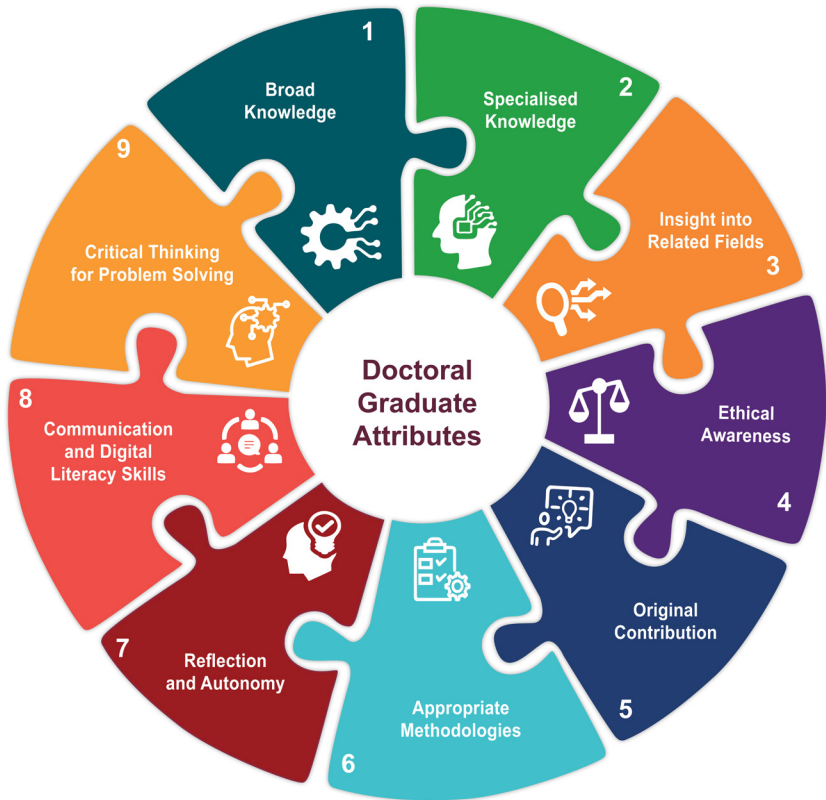 Doctoral
Graduate
Attributes
1
Broad
Knowledge
2
Specialised
Knowledge
Insight into
Related Fields
3
Ethical
Awareness
4
Original
Contribution
5
Appropriate
Methodologies
6
7
Reflection
and Autonomy
8
Communication
and Digital
Literacy Skills
9
Critical Thinking
for Problem Solving